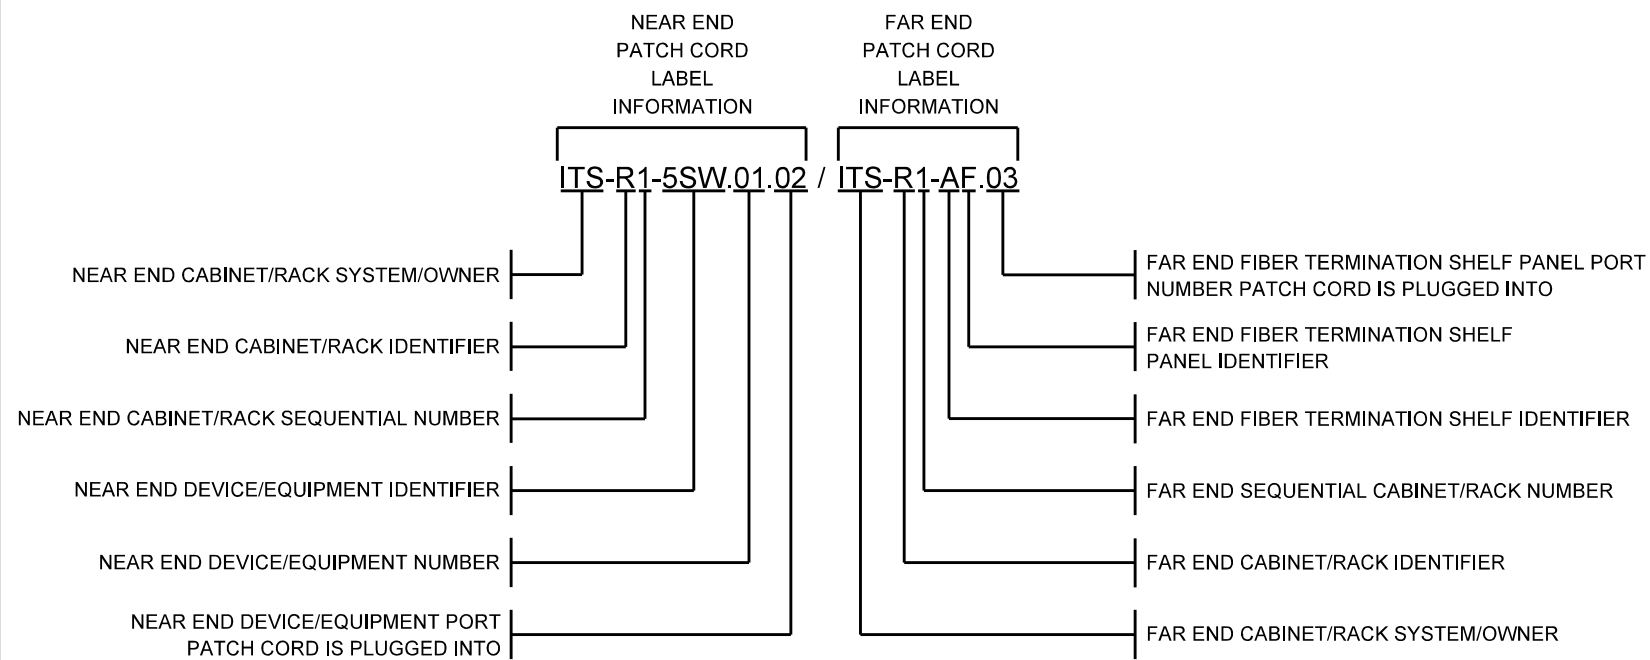 NEAR END
PATCH CORD
LABEL
INFORMATION
FAR END
PATCH CORD
LABEL
INFORMATION
ITS-R1-5SW.01.02 / ITS-R1-AF.03
NEAR END CABINET/RACK SYSTEM/OWNER
NEAR END CABINET/RACK IDENTIFIER
NEAR END CABINET/RACK SEQUENTIAL NUMBER
NEAR END DEVICE/EQUIPMENT IDENTIFIER
NEAR END DEVICE/EQUIPMENT NUMBER
NEAR END DEVICE/EQUIPMENT PORT
PATCH CORD IS PLUGGED INTO
FAR END FIBER TERMINATION SHELF PANEL PORT
NUMBER PATCH CORD IS PLUGGED INTO
FAR END FIBER TERMINATION SHELF
PANEL IDENTIFIER
FAR END FIBER TERMINATION SHELF IDENTIFIER
FAR END SEQUENTIAL CABINET/RACK NUMBER
FAR END CABINET/RACK IDENTIFIER
FAR END CABINET/RACK SYSTEM/OWNER